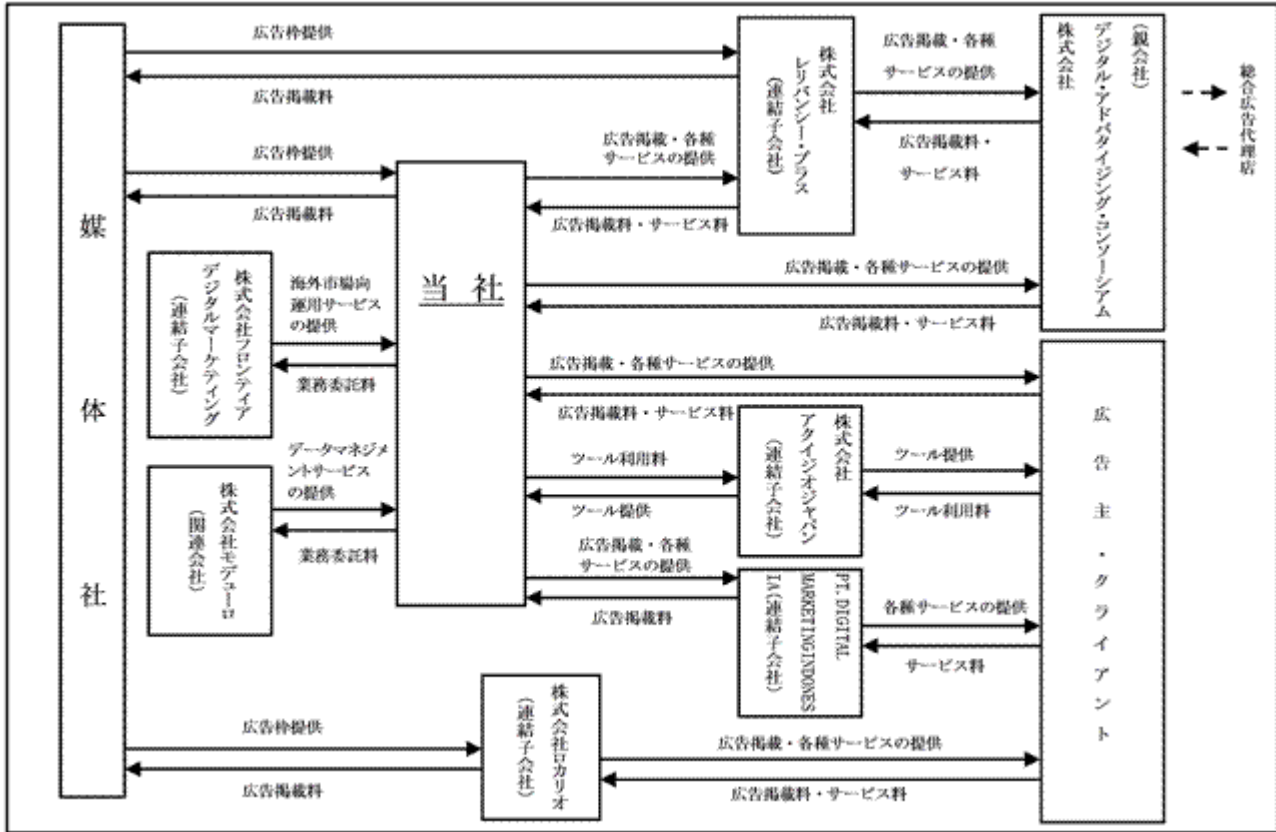 媒体社
広告枠提供
広告掲載料
株式会社
レリバンシー・プラス
（連結子会社）
広告掲載・各種
サービスの提供
広告掲載料・
サービス料
（親会社）
デジタル・アドバタイジング・コンソーシアム
株式会社
総合広告代理店
広告枠提供
広告掲載料
当社
広告掲載・各種
サービスの提供
広告掲載料・サービス料
広告掲載・各種サービスの提供
広告掲載料・サービス料
株式会社フロンティア
デジタルマーケティング
（連結子会社）
海外市場向
運用サービス
の提供
業務委託料
広告掲載・各種サービスの提供
広告掲載料・サービス料
広告主・クライアント
株式会社モデューロ
（関連会社）
データマネジメ
ントサービス
の提供
業務委託料
ツール利用料
ツール提供
株式会社
アタイジオジャパン
（連結子会社）
ツール提供
ツール利用料
広告掲載・各種
サービスの提供
広告掲載料
PT. DIGITAL
MARKETINGINDONES
IA（連結子会社）
各種サービスの提供
サービス料
広告枠提供
広告掲載料
株式会社ロカリオ
（連結子会社）
広告掲載・各種サービスの提供
広告掲載料・サービス料